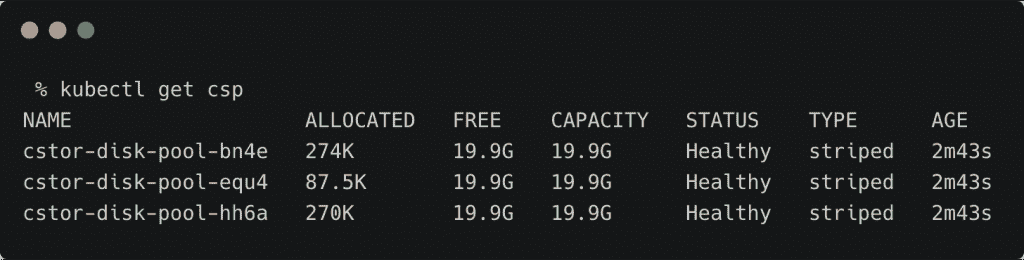 % kubectl get csp
NAME ALLOCATED FREE CAPACITY STATUS TYPE AGE
cstor-disk-pool-bn4e 274K 19.9G 19.9G Healthy striped 2m43s
cstor-disk-pool-equ4 87.5K 19.9G 19.9G Healthy striped 2m43s
cstor-disk-pool-hh6a 270K 19.9G 19.9G Healthy striped 2m43s